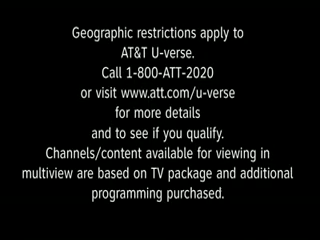 Geographic restrictions apply to
AT&T U-verse.
Call 1-800-ATT-2020
or visit www.att.com/u-verse
for more details
and to see if you qualify.
Channels/content available for viewing in
multiview are based on TV package and additional
programming purchased.